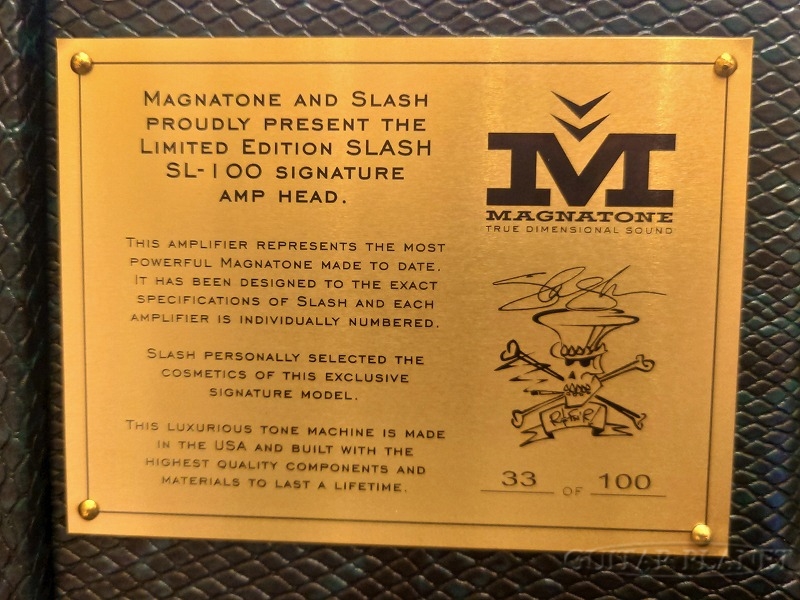 MAGNATONE AND SLASH
PROUDLY PRESENT THE
LIMITED EDITION SLASH
SL-100 SIGNATURE
AMP HEAD.
THIS AMPLIFIER REPRESENTS THE MOST
POWERFUL MAGNATONE MADE TO DATE.
IT HAS BEEN DESIGNED TO THE EXACT
SPECIFICATIONS OF SLASH AND EACH
AMPLIFIER IS INDIVIDUALLY NUMBERED.
SLASH PERSONALLY SELECTED THE
COSMETICS OF THIS EXCLUSIVE
SIGNATURE MODEL.
THIS LUXURIOUS TONE MACHINE IS MADE
IN THE USA AND BUILT WITH THE
HIGHEST QUALITY COMPONENTS AND
MATERIALS TO LAST A LIFETIME.
M
MAGNATONE
TRUE DIMENSIONAL SOUND
Slash
R&F'N'R
33 OF 100
GUITAR PLANET